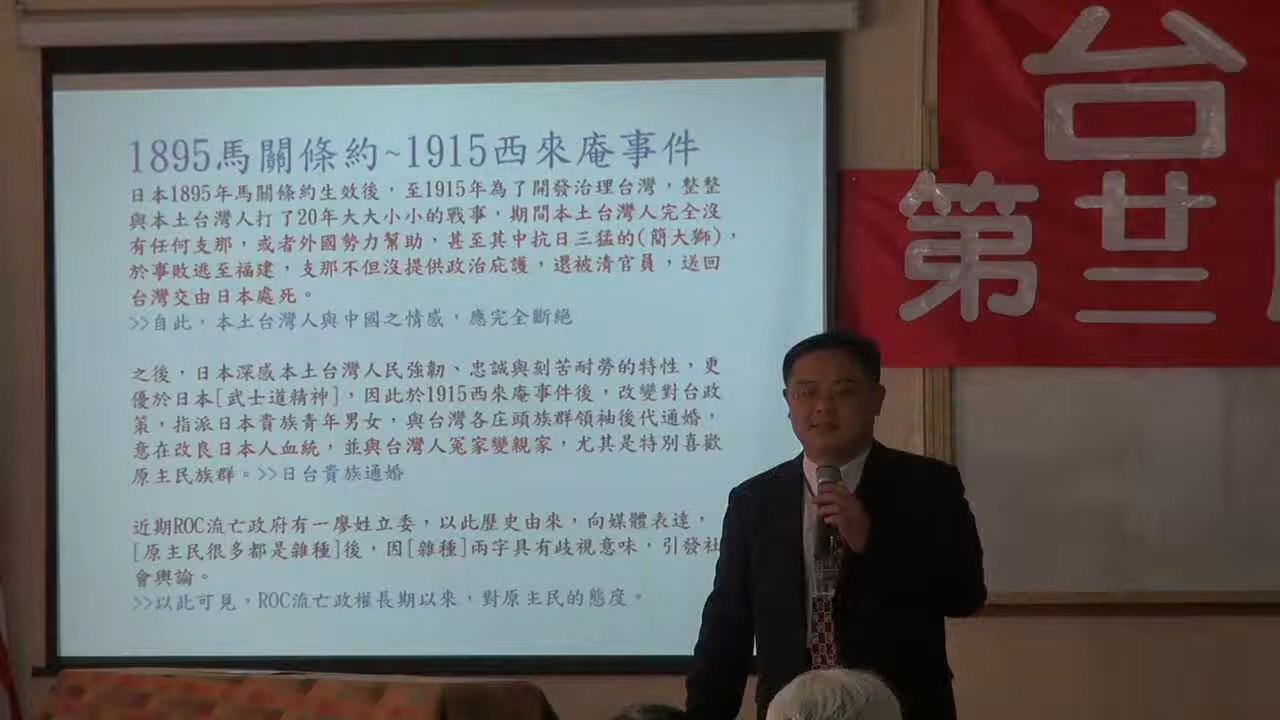 1895馬關條約~1915西來庵事件
日本1895年馬關條約生效後，至1915年為了開發治理台灣，整整
與本土台灣人打了20年大大小小的戰事，期間本土台灣人完全沒
有任何支那，或者外國勢力幫助，甚至其中抗日三猛的(簡大獅)，
於事敗逃至福建，支那不但沒提供政治庇護，還被清官員，送回
台灣交由日本處死。
>>自此，本土台灣人與中國之情感，應完全斷絕
之後，日本深感本土台灣人民強韌、忠誠與刻苦耐勞的特性，更
優於日本[武士道精神]，因此於1915西來庵事件後，改變對台政
策，指派日本貴族青年男女，與台灣各庄頭族群領袖後代通婚，
意在改良日本人血統，並與台灣人冤家變親家，尤其是特別喜歡
原主民族群。>>日台貴族通婚
近期ROC流亡政府有一廖姓立委，以此歷史由來，向媒體表達，
[原主民很多都是雜種]後，因[雜種]兩字具有歧視意味，引發社
會輿論。
>>以此可見，ROC流亡政權長期以來，對原主民的態度。
台
第廿二